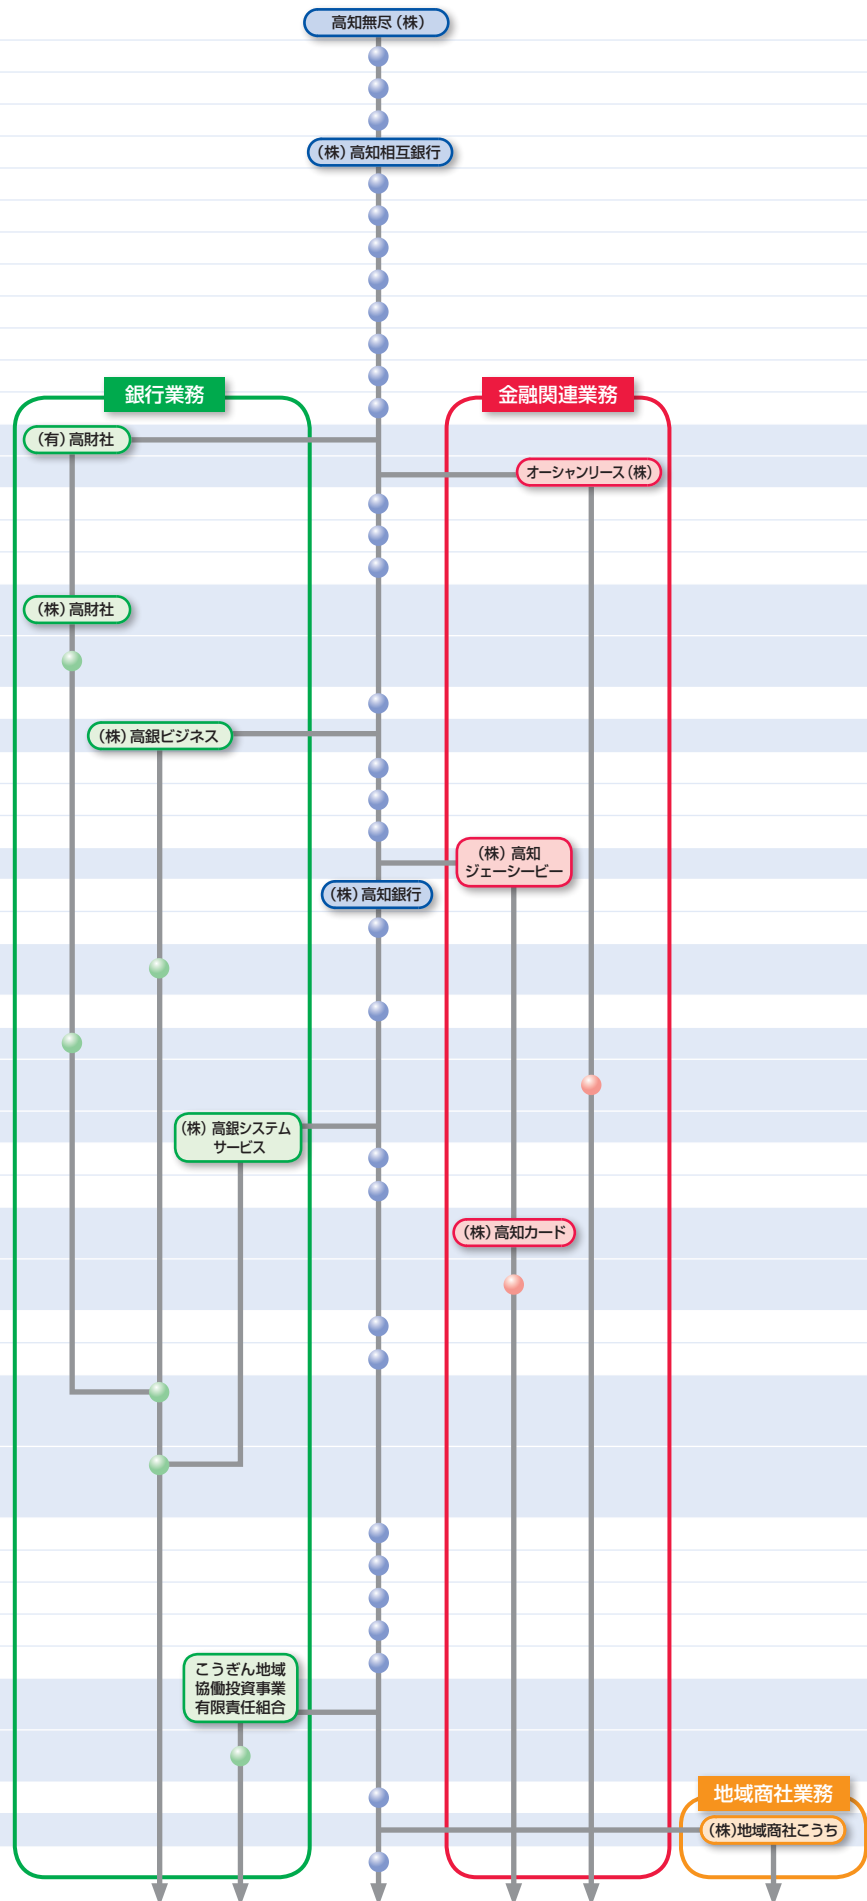 高知無尽（株）
（株）高知相互銀行
銀行業務
金融関連業務
（有）高財社
オーシャンリース（株）
（株）高財社
（株）高銀ビジネス
（株）高知
ジェーシービー
（株）高知銀行
（株）高銀システム
サービス
（株）高知カード
こうぎん地域
協働投資事業
有限責任組合
地域商社業務
（株）地域商社こうち